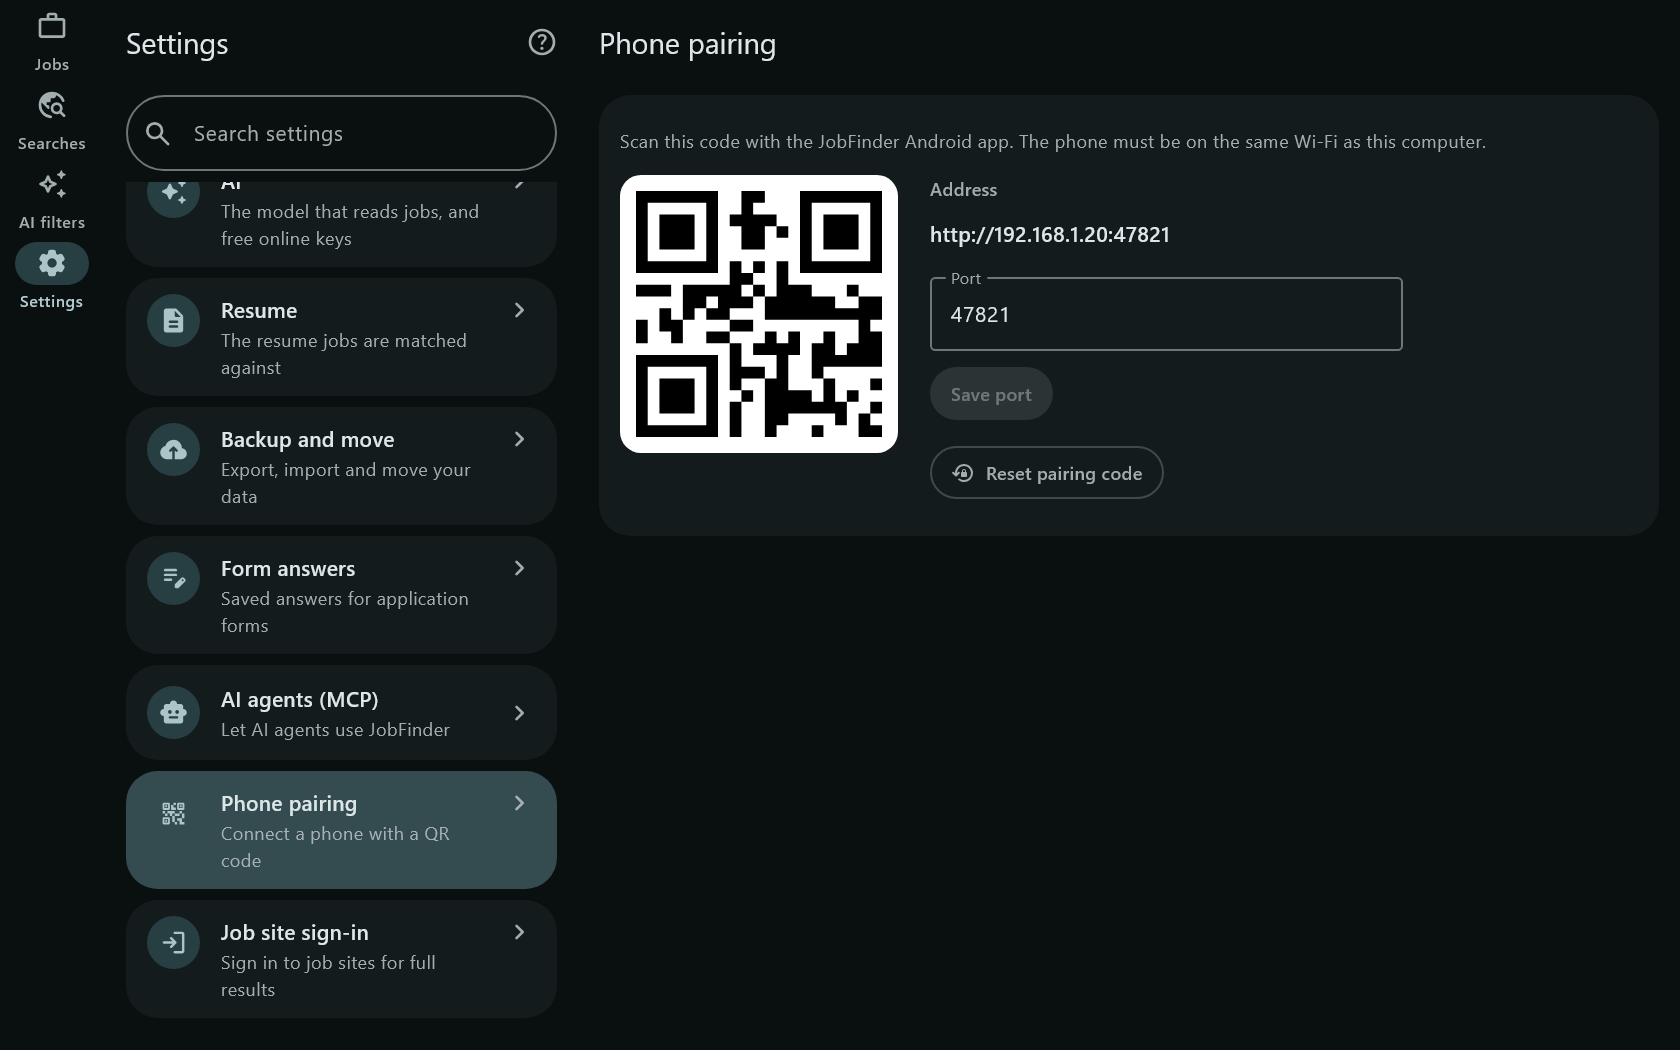 Jobs
Searches
AI filters
Settings
Settings
Search settings
AI
The model that reads jobs, and
free online keys
Resume
The resume jobs are matched
against
Backup and move
Export, import and move your
data
Form answers
Saved answers for application
forms
AI agents (MCP)
Let AI agents use JobFinder
Phone pairing
Connect a phone with a QR
code
Job site sign-in
Sign in to job sites for full
results
Phone pairing
Scan this code with the JobFinder Android app. The phone must be on the same Wi-Fi as this computer.
Address
http://192.168.1.20:47821
Port
47821
Save port
Reset pairing code